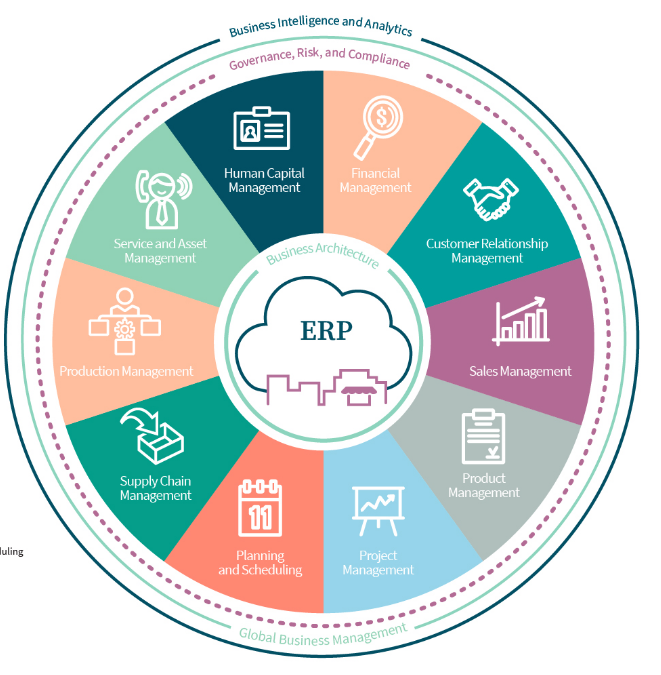 Business Intelligence and Analytics
Governance, Risk, and Compliance
Human Capital
Management
Financial
Management
Service and Asset
Management
Customer Relationship
Management
Business Architecture
ERP
Production Management
Sales Management
Supply Chain
Management
Product
Management
11
Planning
and Scheduling
Project
Management
Global Business Management